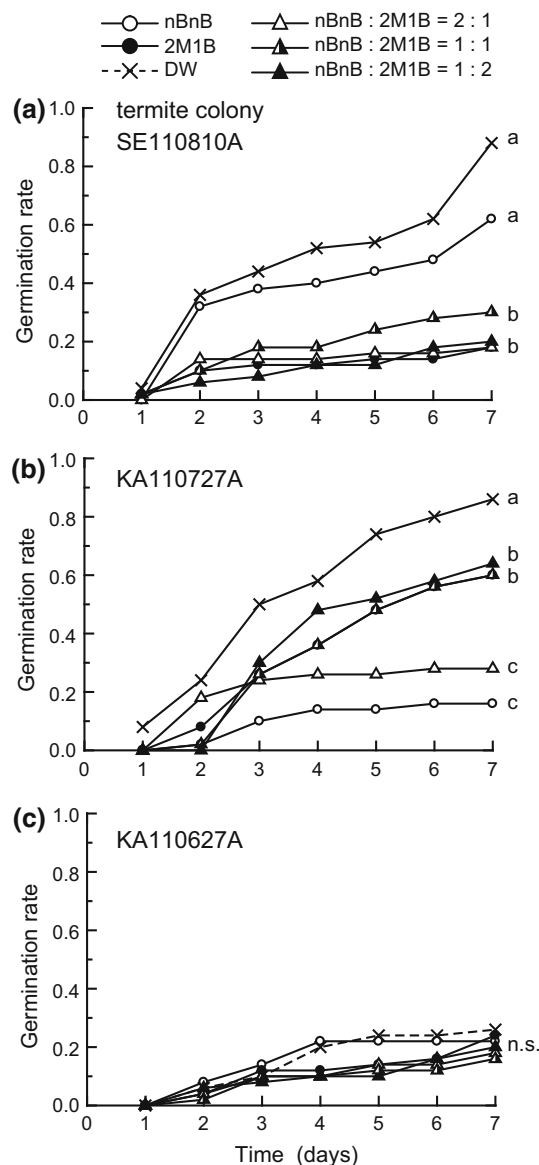 nBnB
nBnB : 2M1B = 2 : 1
2M1B
nBnB : 2M1B = 1 : 1
DW
nBnB : 2M1B = 1 : 2
(a)
termite colony
SE110810A
Germination rate
1.0
0.8
0.6
0.4
0.2
0.0
a
a
b
b
0 1 2 3 4 5 6 7
(b)
KA110727A
Germination rate
1.0
0.8
0.6
0.4
0.2
0.0
a
b
b
c
c
0 1 2 3 4 5 6 7
(c)
KA110627A
Germination rate
1.0
0.8
0.6
0.4
0.2
0.0
n.s.
0 1 2 3 4 5 6 7
Time (days)